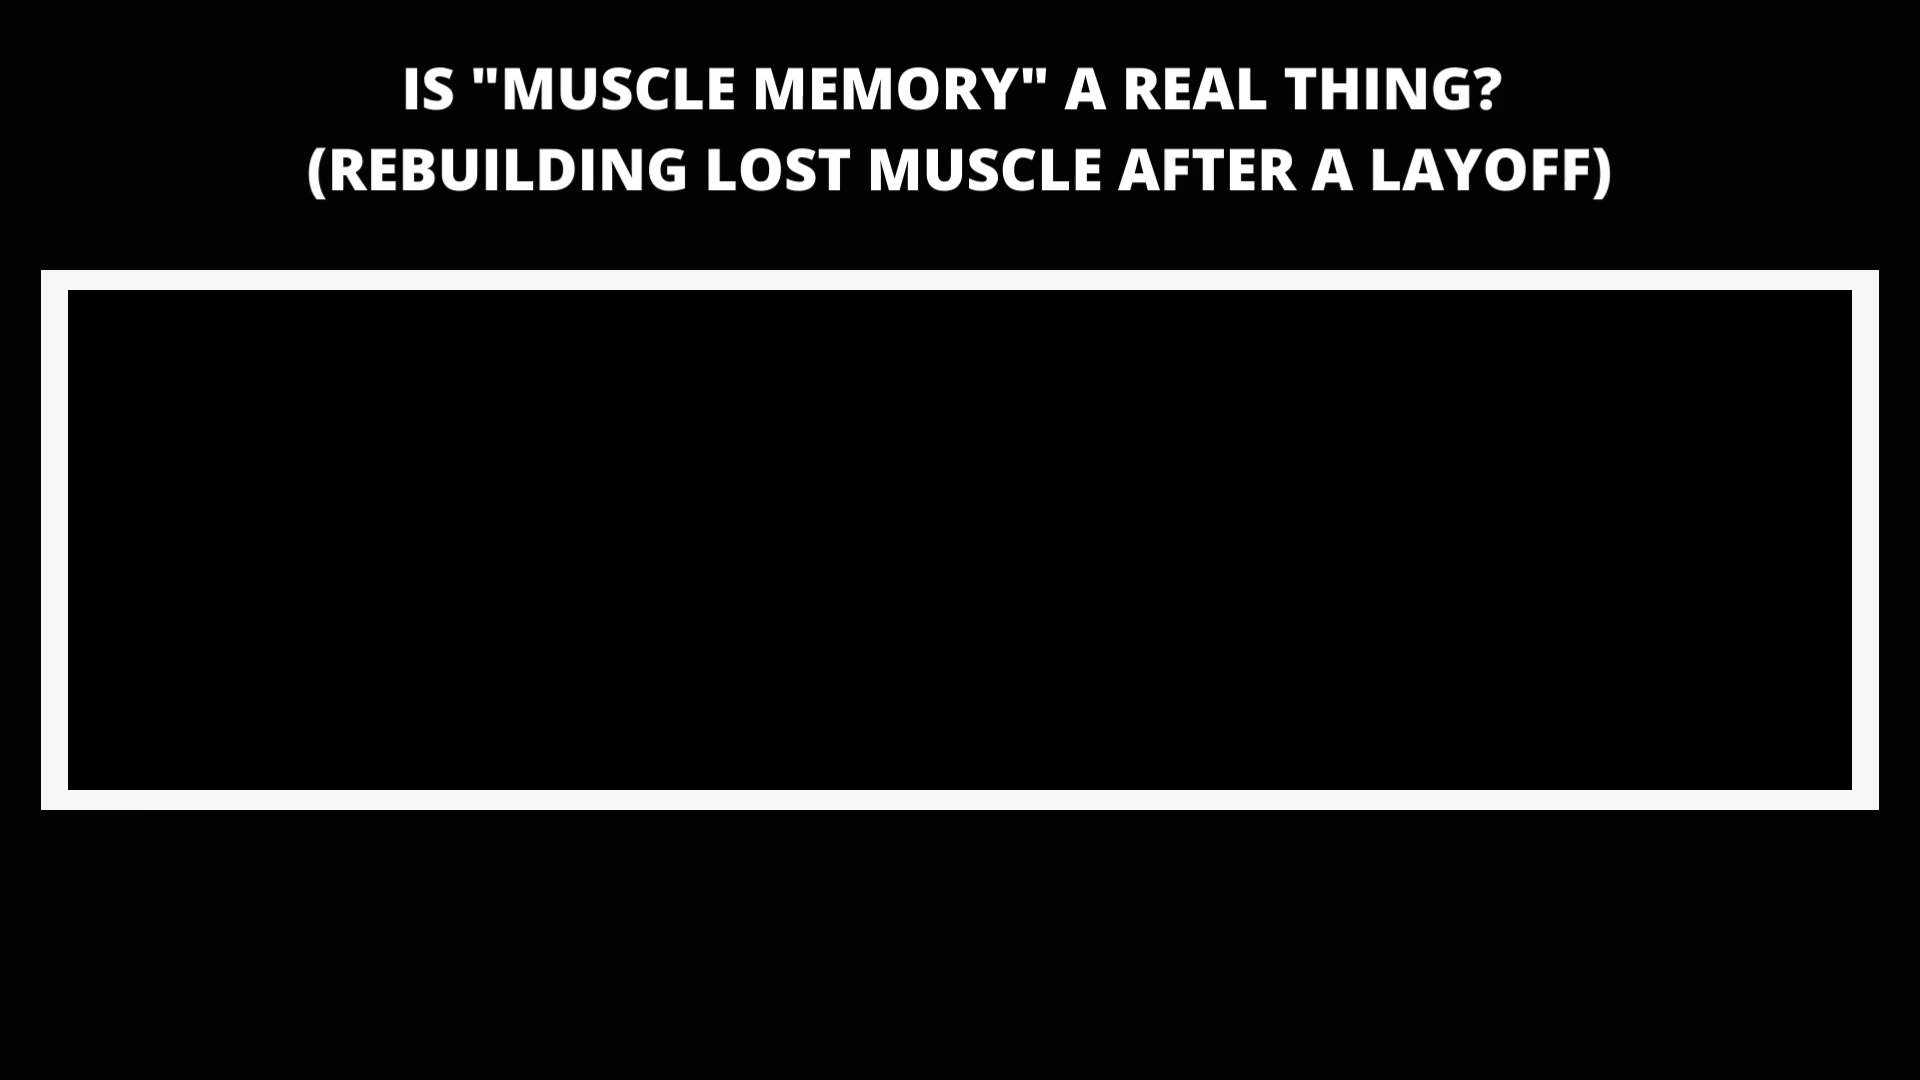 IS "MUSCLE MEMORY" A REAL THING?
(REBUILDING LOST MUSCLE AFTER A LAYOFF)